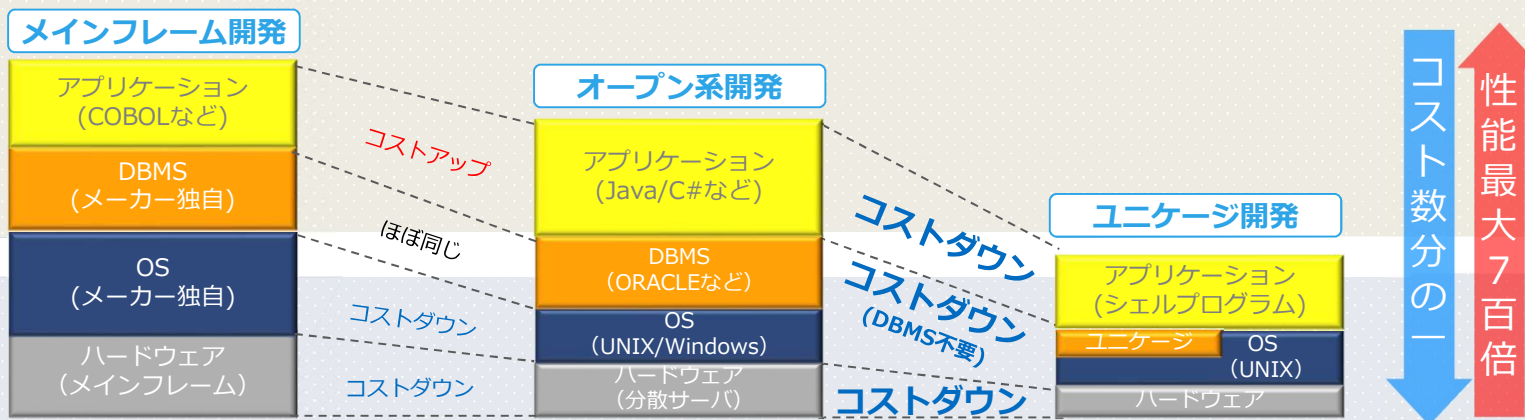 メインフレーム開発
アプリケーション
(COBOLなど)
DBMS
(メーカー独自)
OS
(メーカー独自)
ハードウェア
（メインフレーム）
コストアップ
ほぼ同じ
コストダウン
コストダウン
オープン系開発
アプリケーション
(Java/C#など)
DBMS
（ORACLEなど）
OS
（UNIX/Windows）
ハードウェア
（分散サーバ）
コストダウン
コストダウン
(DBMS不要)
コストダウン
ユニケージ開発
アプリケーション
(シェルプログラム)
ユニケージ
OS
（UNIX）
ハードウェア
コスト数分の一
性能最大7百倍